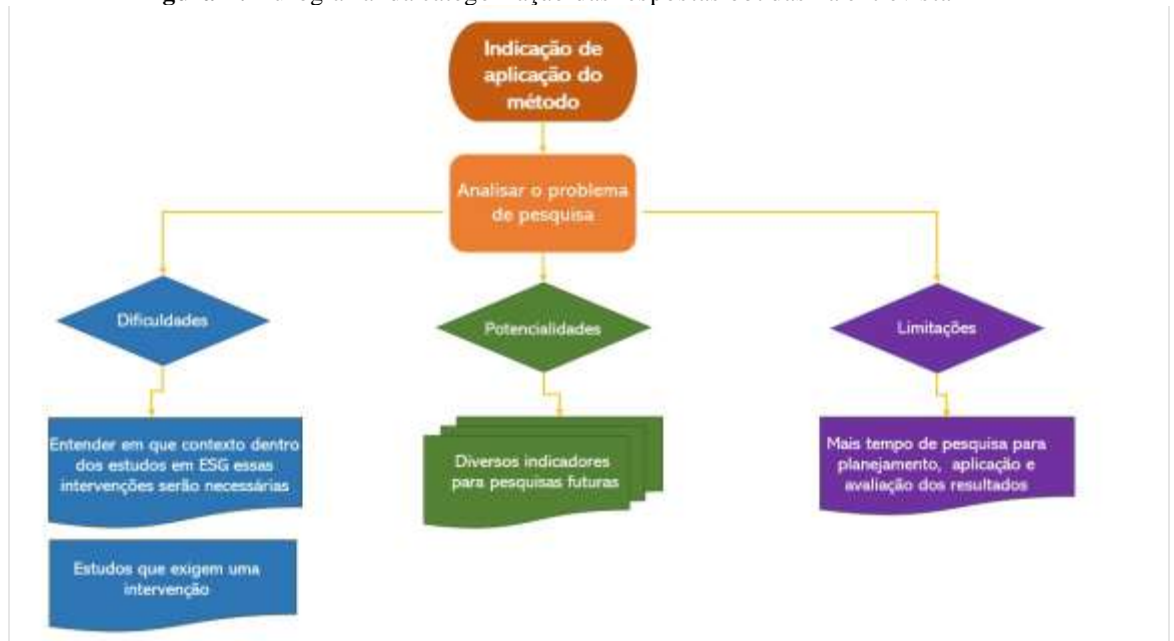 Indicação de
aplicação do
método
Analisar o problema
de pesquisa
Dificuldades
Potencialidades
Limitações
Entender em que contexto dentro
dos estudos em ESG essas
intervenções serão necessárias
Diversos indicadores
para pesquisas futuras
Mais tempo de pesquisa para
planejamento, aplicação e
avaliação dos resultados
Estudos que exigem uma
intervenção